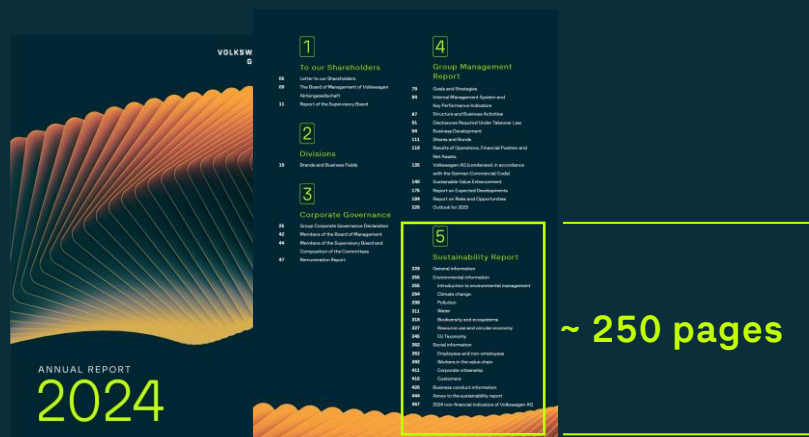 VOLKSW
G
ANNUAL REPORT
2024
1
To our Shareholders
05 Letter to our Shareholders
09 The Board of Management of Volkswagen
Aktiengesellschaft
11 Report of the Supervisory Board
2
Divisions
19 Brands and Business Fields
3
Corporate Governance
25 Group Corporate Governance Declaration
42 Members of the Board of Management
44 Members of the Supervisory Board and
Composition of the Committees
47 Remuneration Report
4
Group Management
Report
79 Goals and Strategies
84 Internal Management System and
Key Performance Indicators
87 Structure and Business Activities
91 Disclosures Required Under Takeover Law
94 Business Development
111 Shares and Bonds
119 Results of Operations, Financial Position and
Net Assets
135 Volkswagen AG (condensed, in accordance
with the German Commercial Code)
140 Sustainable Value Enhancement
175 Report on Expected Developments
184 Report on Risks and Opportunities
226 Outlook for 2025
5
Sustainability Report
229 General information
255 Environmental information
255 Introduction to environmental management
264 Climate change
298 Pollution
311 Water
318 Biodiversity and ecosystems
327 Resource use and circular economy
346 EU Taxonomy
362 Social information
362 Employees and non-employees
392 Workers in the value chain
411 Corporate citizenship
416 Customers
426 Business conduct information
444 Annex to the sustainability report
467 2024 non-financial indicators of Volkswagen AG
~ 250 pages